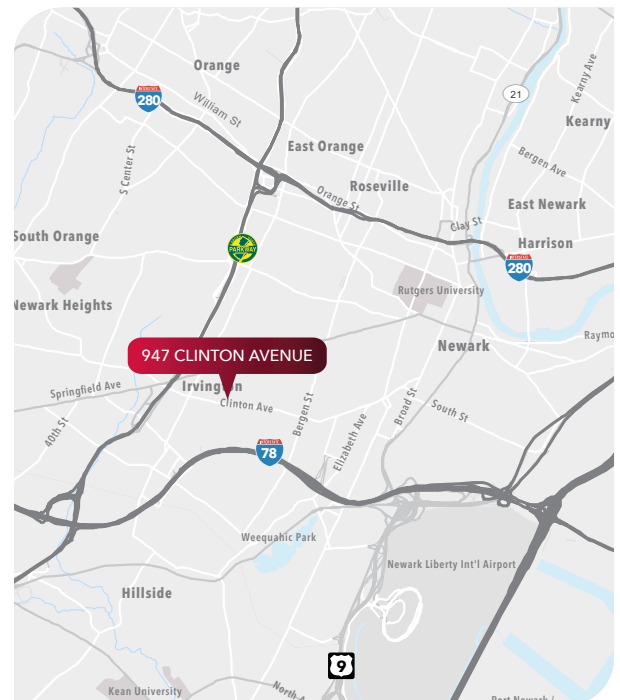 Orange
INTERSTATE
280
William St
21
Kearny Ave
Kearny
S Center St
East Orange
Bergen Ave
Roseville
Orange St
East Newark
Clay St
South Orange
Harrison
PARKWAY
INTERSTATE
280
Rutgers University
Newark Heights
Raymo
Newark
947 CLINTON AVENUE
Springfield Ave
Irvington
Clinton Ave
40th St
Bergen St
Elizabeth Ave
Broad St
South St
INTERSTATE
78
Weequahic Park
Newark Liberty Int'l Airport
Hillside
9
Kean University
North A
Port Newark /